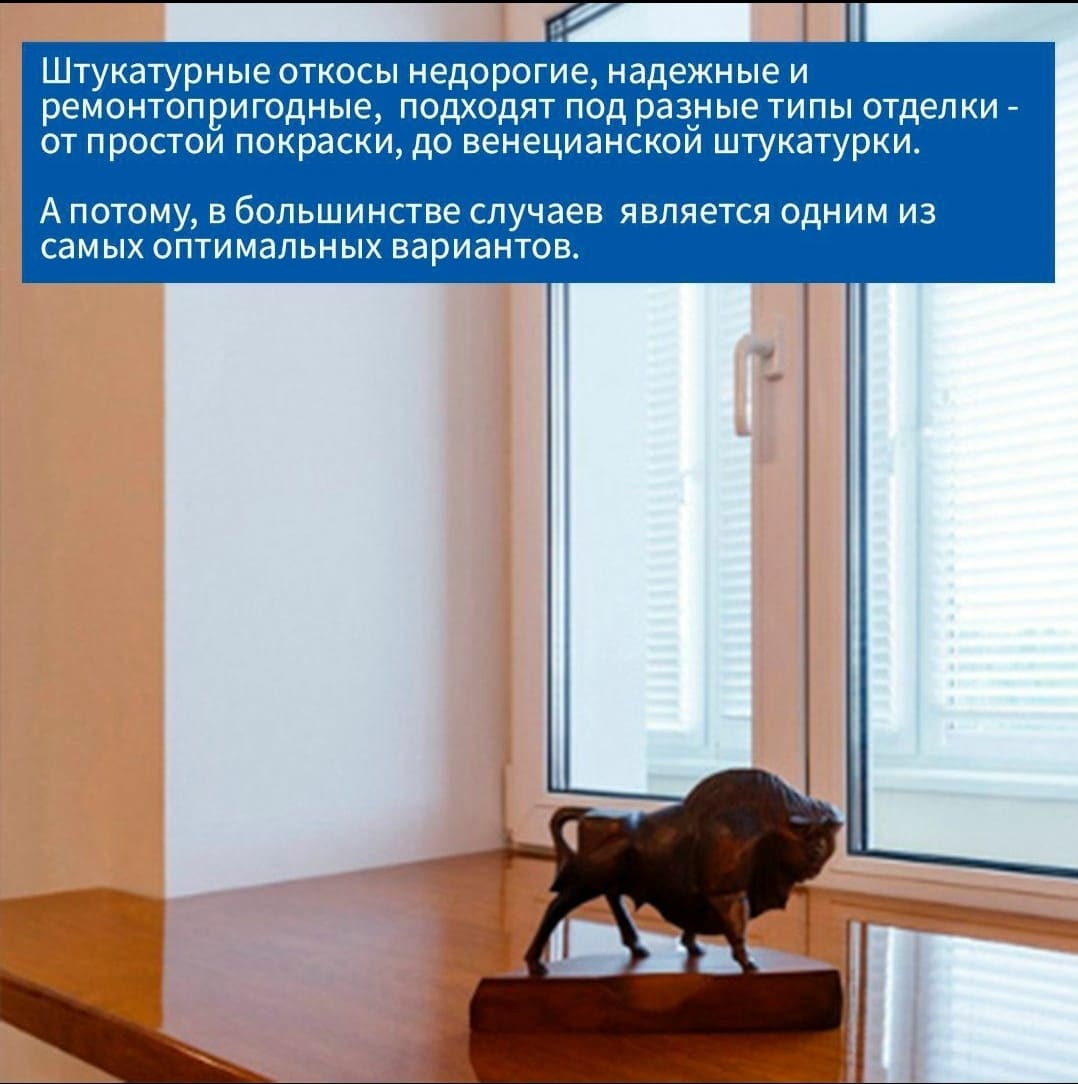 Штукатурные откосы недорогие, надежные и
ремонтопригодные, подходят под разные типы отделки -
от простой покраски, до венецианской штукатурки.
А потому, в большинстве случаев является одним из
самых оптимальных вариантов.